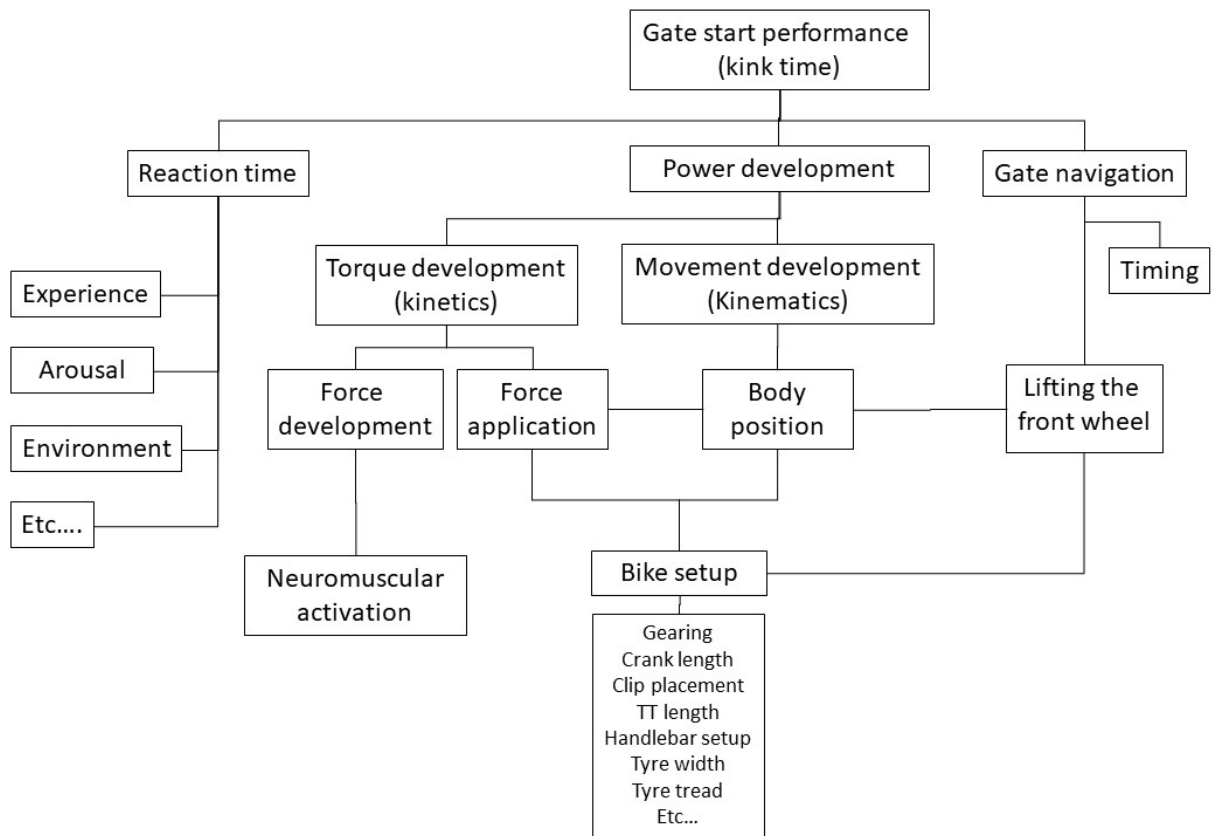 Gate start performance
(kink time)
Reaction time
Power development
Gate navigation
Torque development
(kinetics)
Movement development
(Kinematics)
Timing
Experience
Arousal
Environment
Etc....
Force
development
Force
application
Body
position
Lifting the
front wheel
Neuromuscular
activation
Bike setup
Gearing
Crank length
Clip placement
TT length
Handlebar setup
Tyre width
Tyre tread
Etc...